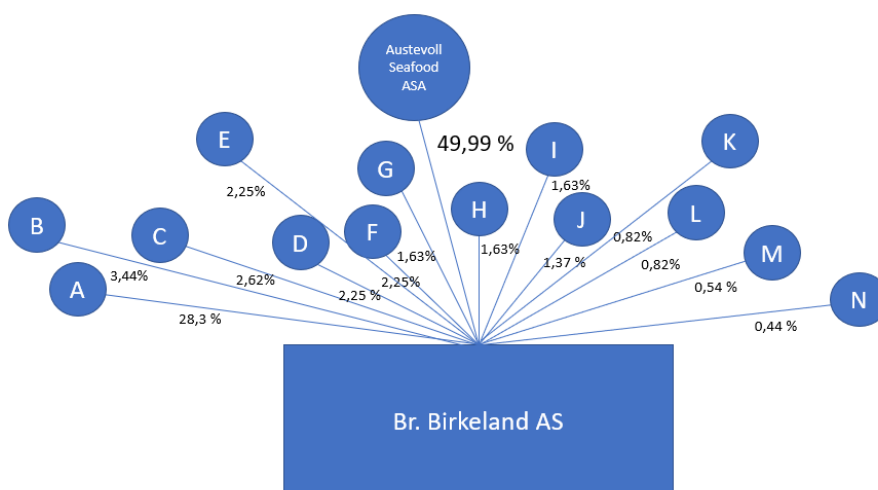 Austevoll
Seafood
ASA
E
49,99 %
I
K
G
2,25%
1,63%
B
C
D
F
H
J
L
M
A
3,44%
2,62%
2,25 %
1,63%
2,25%
1,63%
1,37 %
0,82%
0,82%
0,54 %
N
28,3 %
0,44 %
Br. Birkeland AS